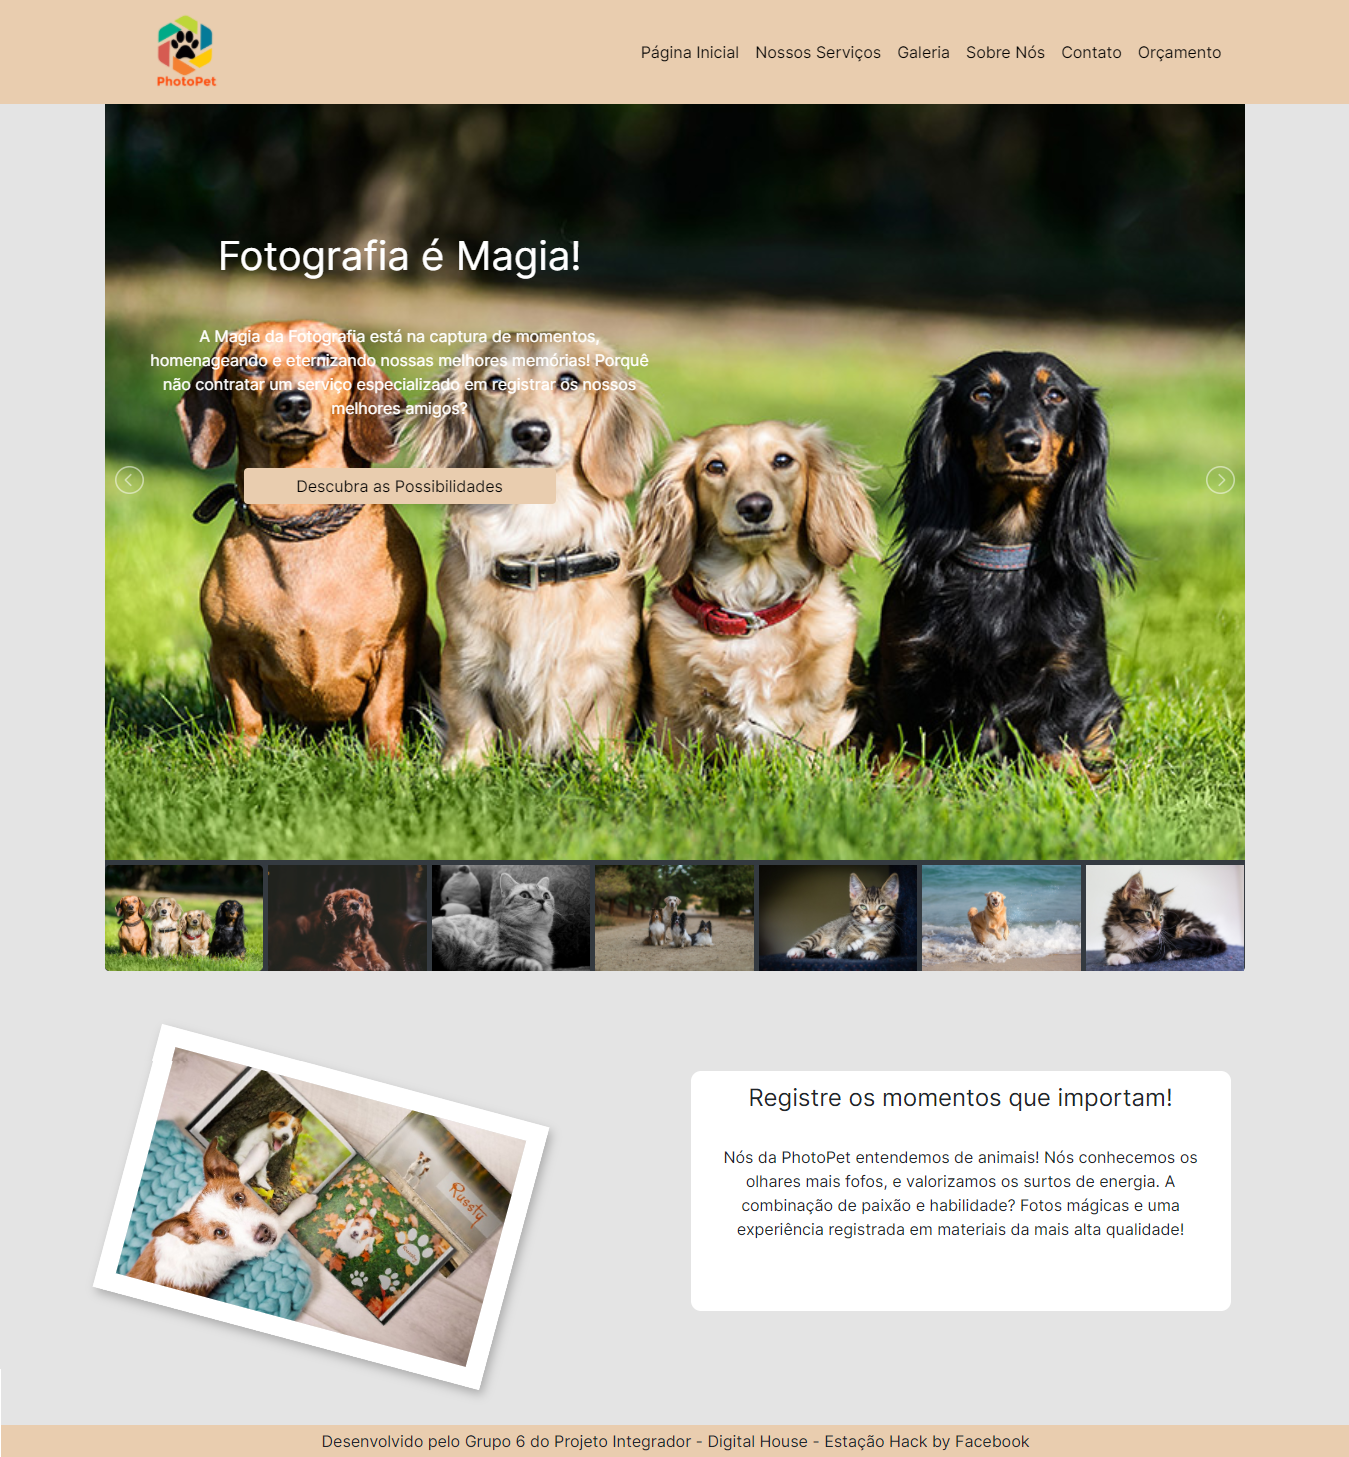 PhotoPet
Página Inicial Nossos Serviços Galeria Sobre Nós Contato Orçamento
Fotografia é Magia!
A Magia da Fotografia está na captura de momentos,
homenageando e eternizando nossas melhores memórias! Porquê
não contratar um serviço especializado em registrar os nossos
melhores amigos?
Descubra as Possibilidades
Russty
Registre os momentos que importam!
Nós da PhotoPet entendemos de animais! Nós conhecemos os
olhares mais fofos, e valorizamos os surtos de energia. A
combinação de paixão e habilidade? Fotos mágicas e uma
experiência registrada em materiais da mais alta qualidade!
Desenvolvido pelo Grupo 6 do Projeto Integrador - Digital House - Estação Hack by Facebook